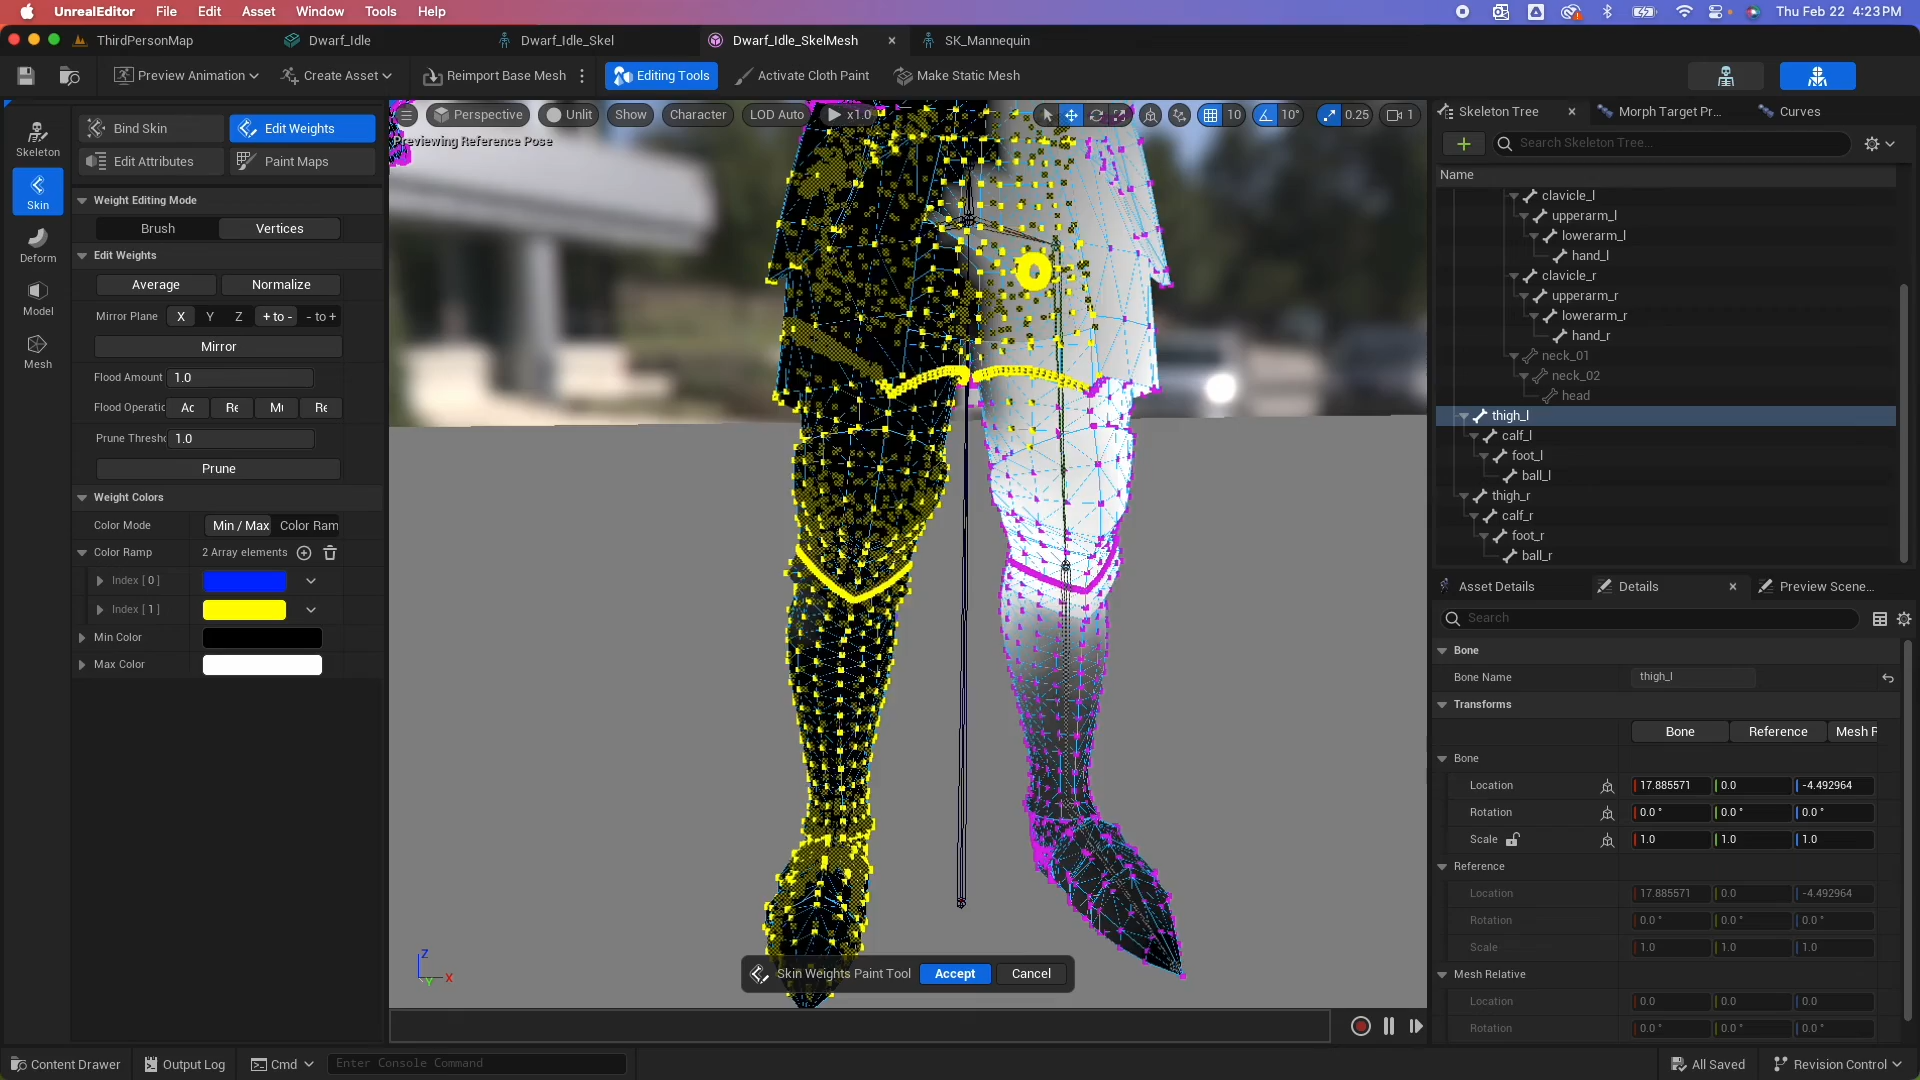 UnrealEditor File Edit Asset Window Tools Help Thu Feb 22 4:23PM
ThirdPersonMap Dwarf_Idle Dwarf_Idle_Skel Dwarf_Idle_SkelMesh SK_Mannequin
Preview Animation Create Asset Reimport Base Mesh Editing Tools Activate Cloth Paint Make Static Mesh
Skeleton
Skin
Deform
Model
Mesh
Bind Skin Edit Weights
Edit Attributes Paint Maps
Weight Editing Mode
Brush Vertices
Edit Weights
Average Normalize
Mirror Plane X Y Z + to - - to +
Mirror
Flood Amount 1.0
Flood Operatic Ac Re Mu Re
Prune Thresho 1.0
Prune
Weight Colors
Color Mode Min / Max Color Ram
Color Ramp 2 Array elements
Index [ 0 ]
Index [ 1 ]
Min Color
Max Color
Perspective Unlit Show Character LOD Auto x1.0 10 10° 0.25 1
Previewing Reference Pose
Z
X
Y
Skin Weights Paint Tool Accept Cancel
Skeleton Tree Morph Target Pr... Curves
Search Skeleton Tree...
Name
clavicle_l
upperarm_l
lowerarm_l
hand_l
clavicle_r
upperarm_r
lowerarm_r
hand_r
neck_01
neck_02
head
thigh_l
calf_l
foot_l
ball_l
thigh_r
calf_r
foot_r
ball_r
Asset Details Details Preview Scene...
Search
Bone
Bone Name thigh_l
Transforms
Bone Reference Mesh R
Bone
Location 17.885571 0.0 -4.492964
Rotation 0.0 ° 0.0 ° 0.0 °
Scale 1.0 1.0 1.0
Reference
Location 17.885571 0.0 -4.492964
Rotation 0.0 ° 0.0 ° 0.0 °
Scale 1.0 1.0 1.0
Mesh Relative
Location 0.0 0.0 0.0
Rotation 0.0 ° 0.0 ° 0.0 °
Content Drawer Output Log Cmd Enter Console Command All Saved Revision Control